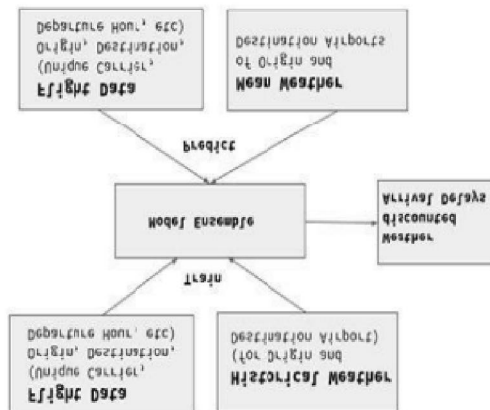 Flight Data
(Unique Carrier,
Origin, Destination,
Departure Hour, etc)
Historical Weather
(for Origin and
Destination Airport)
Train
Model Ensemble
Weather
discounted
Arrival Delays
Predict
Flight Data
(Unique Carrier,
Origin, Destination,
Departure Hour, etc)
Mean Weather
of Origin and
Destination Airports